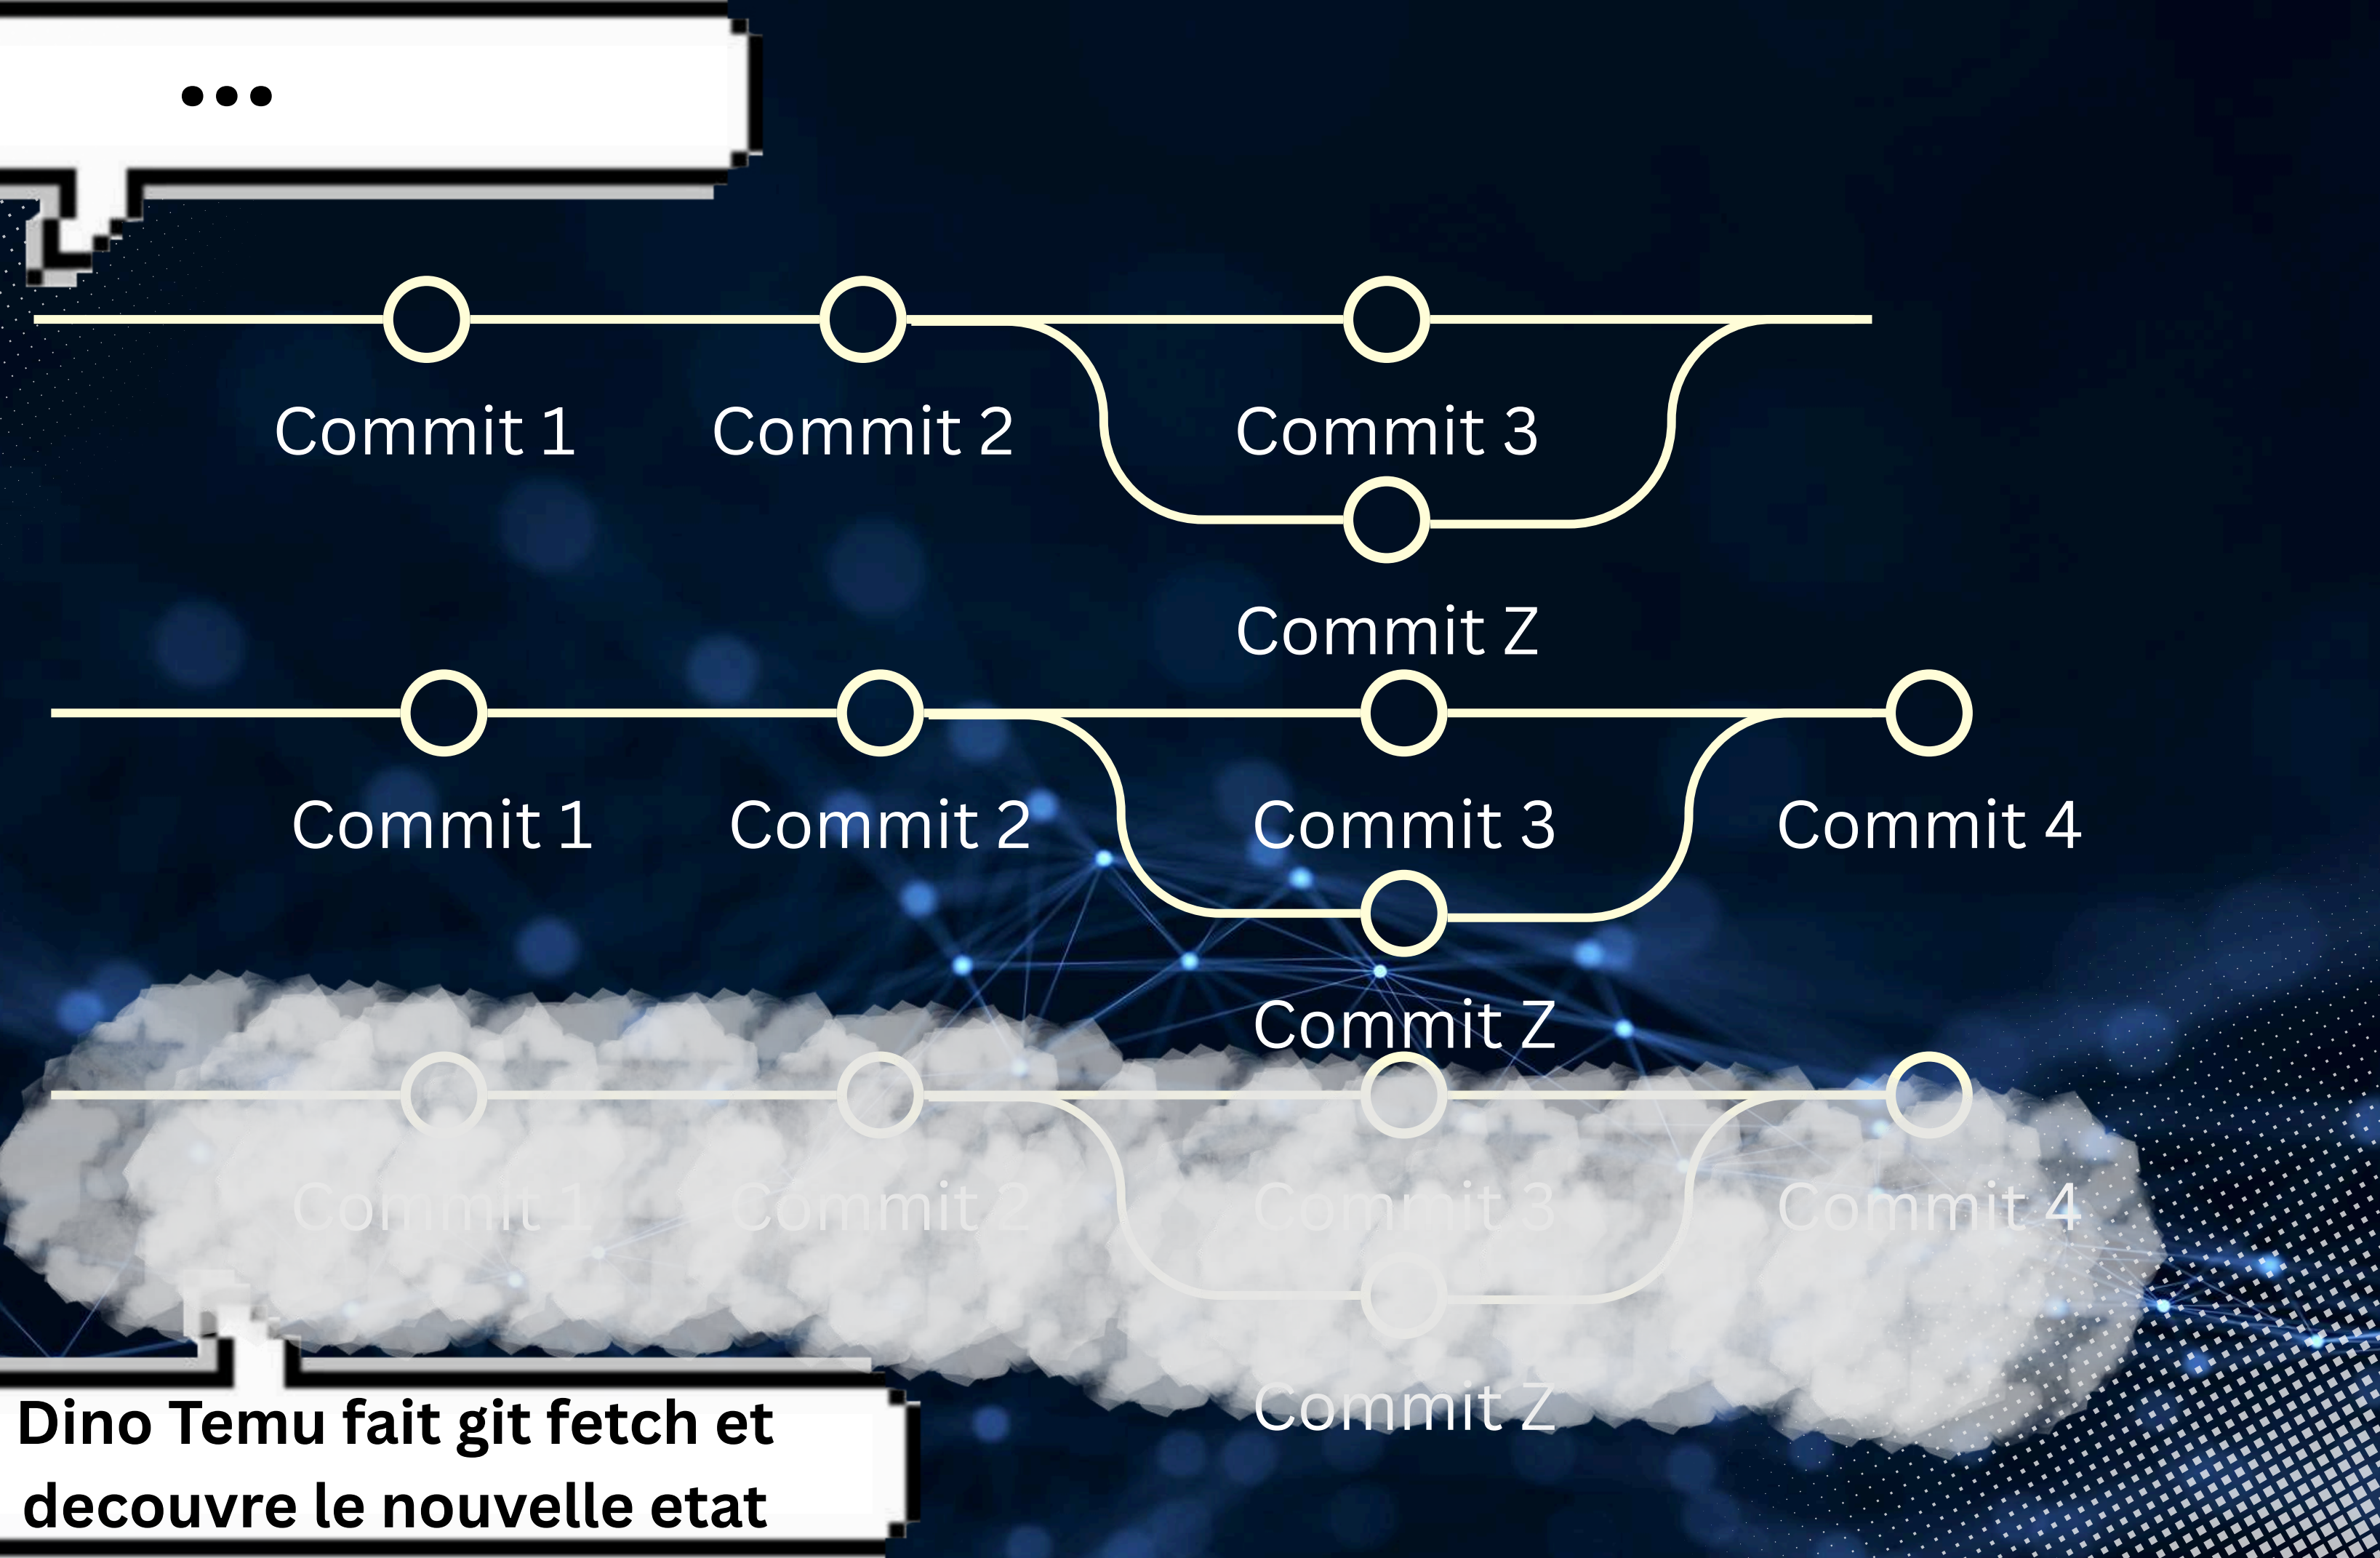 ...
Commit 1 Commit 2 Commit 3
Commit Z
Commit 1 Commit 2 Commit 3 Commit 4
Commit Z
Commit 1 Commit 2 Commit 3 Commit 4
Commit Z
Dino Temu fait git fetch et
decouvre le nouvelle etat